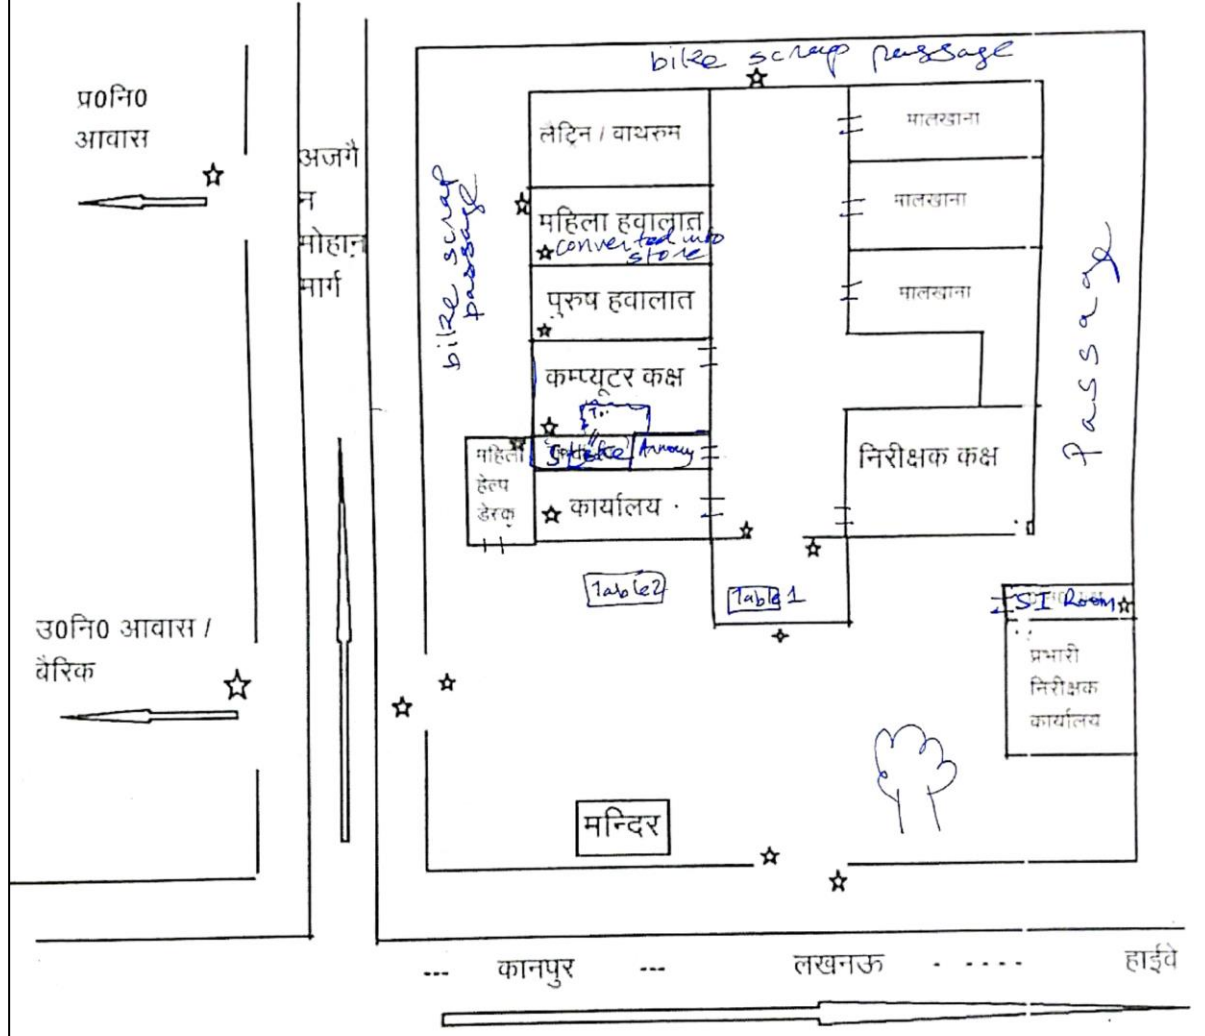 bike scrap passage
प्र0नि0
आवास
लैट्रिन / वाथरुम
मालखाना
अजगै
न
मोहान
मार्ग
bike scrap
passage
महिला हवालात
converted into
store
मालखाना
पुरुष हवालात
मालखाना
Passage
कम्प्यूटर कक्ष
महिला
हेल्प
डेस्क
Armory
निरीक्षक कक्ष
कार्यालय
Table2
Table 1
SI Room
उ0नि0 आवास /
बैरिक
प्रभारी
निरीक्षक
कार्यालय
मन्दिर
--- कानपुर --- लखनऊ - - - - - हाईवे